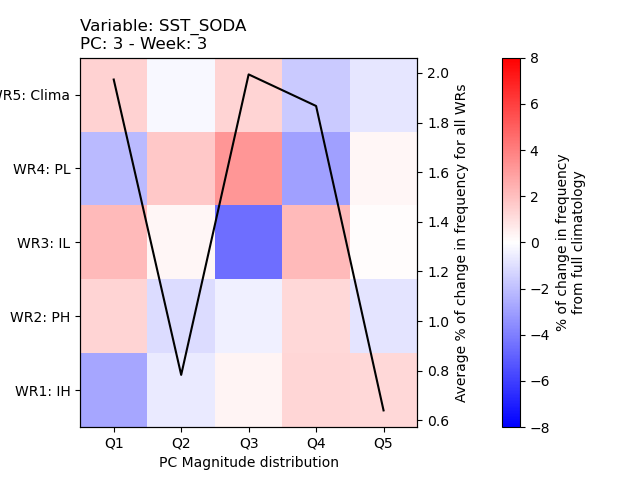 Variable: SST_SODA
PC: 3 - Week: 3
WR5: Clima
WR4: PL
WR3: IL
WR2: PH
WR1: IH
Q1 Q2 Q3 Q4 Q5
PC Magnitude distribution
2.0
1.8
1.6
1.4
1.2
1.0
0.8
0.6
Average % of change in frequency for all WRs
8
6
4
2
0
−2
−4
−6
−8
% of change in frequency
from full climatology